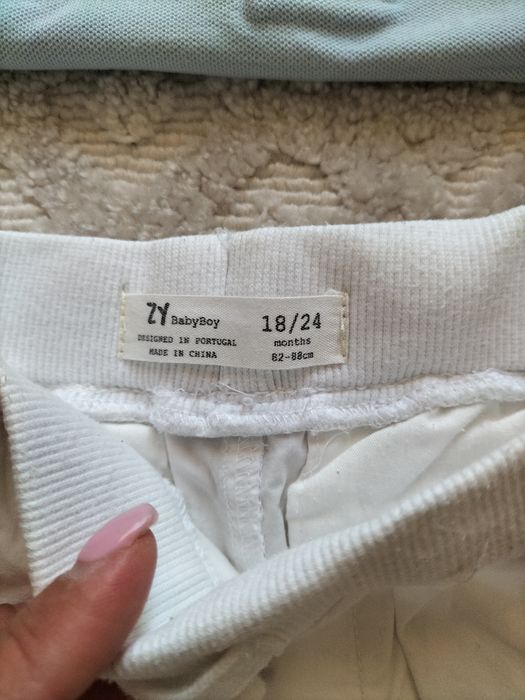 ZY BabyBoy
DESIGNED IN PORTUGAL
MADE IN CHINA
18/24
months
82-88cm